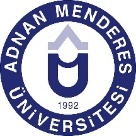 ADNAN MENDERES
1992
ÜNİVERSİTESİ